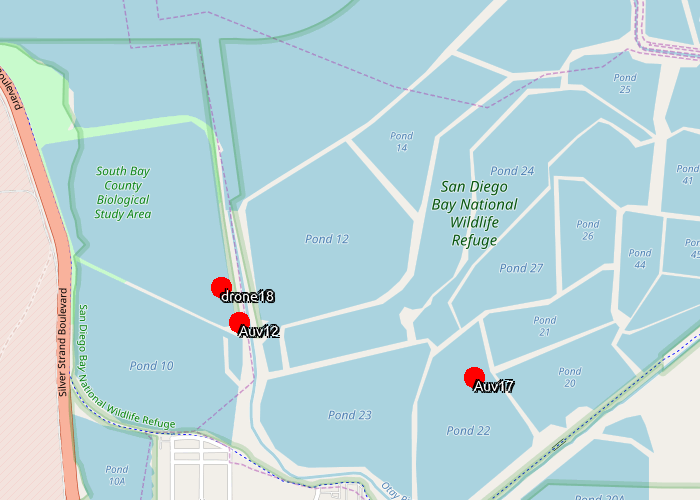 Boulevard
Silver Strand Boulevard
San Diego Bay National Wildlife Refuge
South Bay
County
Biological
Study Area
Pond
14
Pond
25
Pond 24
San Diego
Bay National
Wildlife
Refuge
Pond
41
Pond 12
Pond
26
Pond
44
Pond 27
drone18
Auv12
Pond
21
Pond 10
Auv17
Pond
20
Pond 23
Pond 22
Pond
10A
Otay
Pond 20A